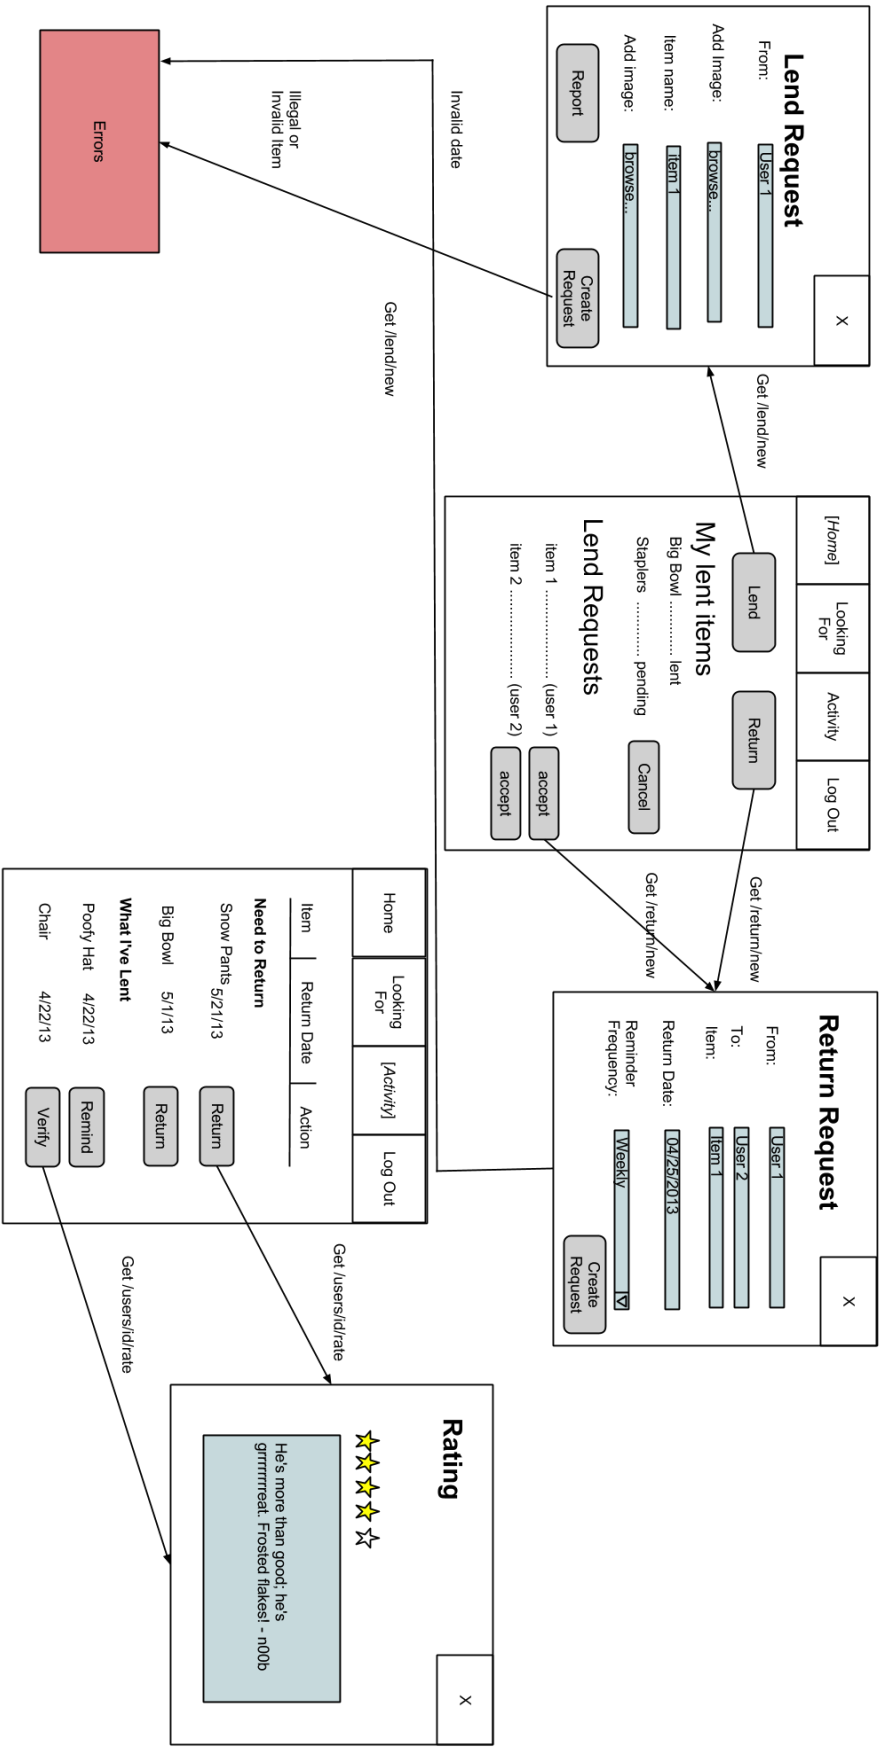 Lend Request
X
From:
User 1
Add Image:
browse...
Item name:
item 1
Add image:
browse...
Report
Create
Request
Get /lend/new
[Home]
Looking
For
Activity
Log Out
Lend
Return
My lent items
Big Bowl ............. lent
Staplers ............. pending
Cancel
Lend Requests
item 1 ...................... (user 1)
accept
item 2 ...................... (user 2)
accept
Get /return/new
Get /return/new
Return Request
X
From:
User 1
To:
User 2
Item:
Item 1
Return Date:
04/25/2013
Reminder
Frequency:
Weekly
Create
Request
Invalid date
Illegal or
Invalid Item
Get /lend/new
Errors
Home
Looking
For
[Activity]
Log Out
Item
Return Date
Action
Need to Return
Snow Pants
5/21/13
Return
Big Bowl
5/1/13
Return
What I've Lent
Poofy Hat
4/22/13
Remind
Chair
4/22/13
Verify
Get /users/id/rate
Get /users/id/rate
Rating
X
He's more than good; he's
grrrrrrreat. Frosted flakes! - n00b